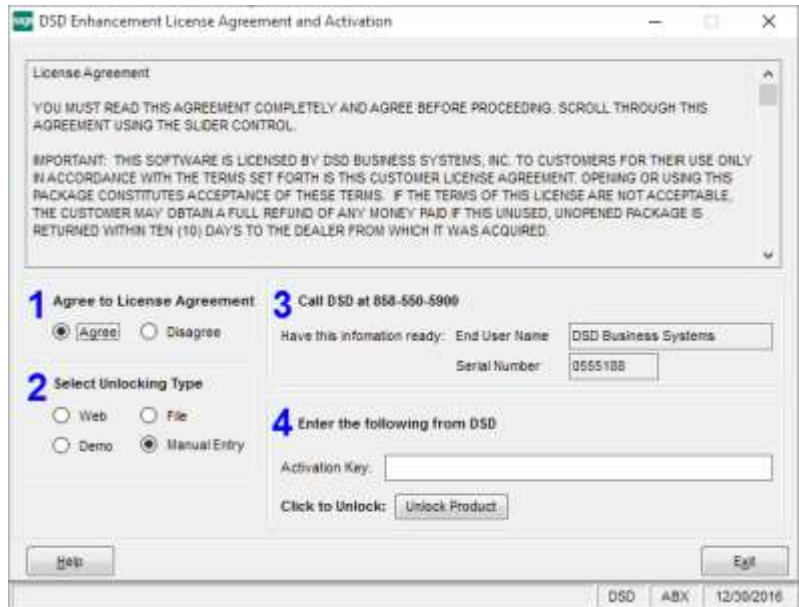 sage DSD Enhancement License Agreement and Activation
License Agreement
YOU MUST READ THIS AGREEMENT COMPLETELY AND AGREE BEFORE PROCEEDING. SCROLL THROUGH THIS
AGREEMENT USING THE SLIDER CONTROL.
IMPORTANT: THIS SOFTWARE IS LICENSED BY DSD BUSINESS SYSTEMS, INC. TO CUSTOMERS FOR THEIR USE ONLY
IN ACCORDANCE WITH THE TERMS SET FORTH IS THIS CUSTOMER LICENSE AGREEMENT. OPENING OR USING THIS
PACKAGE CONSTITUTES ACCEPTANCE OF THESE TERMS. IF THE TERMS OF THIS LICENSE ARE NOT ACCEPTABLE,
THE CUSTOMER MAY OBTAIN A FULL REFUND OF ANY MONEY PAID IF THIS UNUSED, UNOPENED PACKAGE IS
RETURNED WITHIN TEN (10) DAYS TO THE DEALER FROM WHICH IT WAS ACQUIRED.
1 Agree to License Agreement
Agree Disagree
2 Select Unlocking Type
Web File
Demo Manual Entry
3 Call DSD at 858-550-5900
Have this infomation ready: End User Name DSD Business Systems
Serial Number 0555188
4 Enter the following from DSD
Activation Key:
Click to Unlock: Unlock Product
Help Exit
DSD ABX 12/30/2016